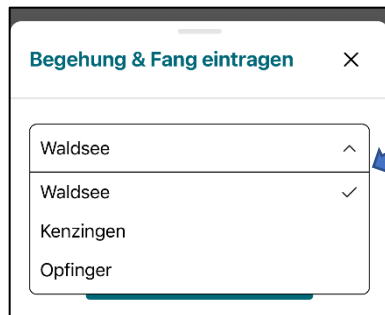 Begehung & Fang eintragen
Waldsee
Waldsee
Kenzingen
Opfinger